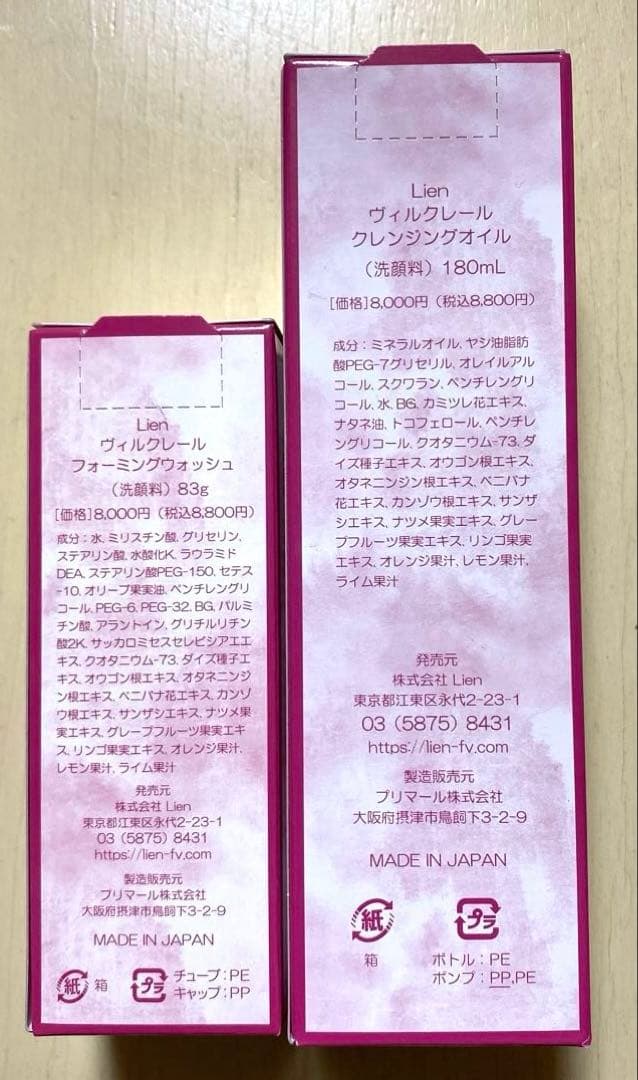 Lien
ヴィルクレール
フォーミングウォッシュ
(洗顔料) 83g
[価格]8,000円(税込8,800円)
成分:水、ミリスチン酸、グリセリン、
ステアリン酸、水酸化K、ラウラミド
DEA、ステアリン酸PEG-150、セテス
-10、オリーブ果実油、ペンチレングリ
コール、PEG-6、PEG-32、BG、パルミ
チン酸、アラントイン、グリチルリチン
酸2K、サッカロミセスセレビシアエエ
キス、クオタニウム-73、ダイズ種子エ
キス、オウゴン根エキス、オタネニンジ
ン根エキス、ベニバナ花エキス、カンゾ
ウ根エキス、サンザシエキス、ナツメ果
実エキス、グレープフルーツ果実エキ
ス、リンゴ果実エキス、オレンジ果汁、
レモン果汁、ライム果汁
発売元
株式会社 Lien
東京都江東区永代2-23-1
03(5875)8431
https://lien-fv.com
製造販売元
プリマール株式会社
大阪府摂津市鳥飼下3-2-9
MADE IN JAPAN
紙 箱 プラ チューブ:PE
キャップ:PP
Lien
ヴィルクレール
クレンジングオイル
(洗顔料) 180mL
[価格]8,000円(税込8,800円)
成分:ミネラルオイル、ヤシ油脂肪
酸PEG-7グリセリル、オレイルアル
コール、スクワラン、ペンチレングリ
コール、水、BG、カミツレ花エキス、
ナタネ油、トコフェロール、ペンチレ
ングリコール、クオタニウム-73、ダ
イズ種子エキス、オウゴン根エキス、
オタネニンジン根エキス、ベニバナ
花エキス、カンゾウ根エキス、サンザ
シエキス、ナツメ果実エキス、グレー
プフルーツ果実エキス、リンゴ果実
エキス、オレンジ果汁、レモン果汁、
ライム果汁
発売元
株式会社 Lien
東京都江東区永代2-23-1
03(5875)8431
https://lien-fv.com
製造販売元
プリマール株式会社
大阪府摂津市鳥飼下3-2-9
MADE IN JAPAN
紙 プラ
箱 ボトル:PE
ポンプ:PP,PE